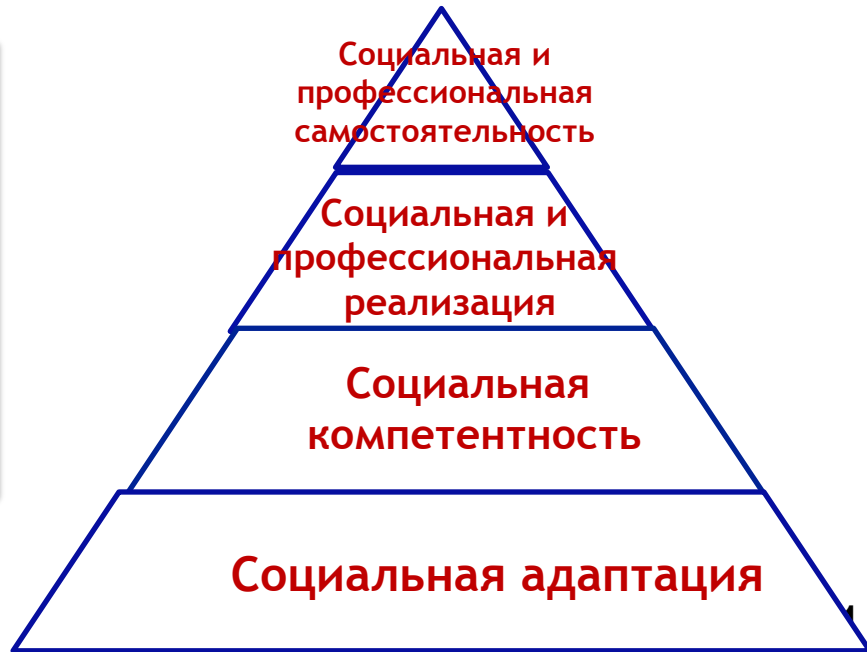 Социальная и
профессиональная
самостоятельность
Социальная и
профессиональная
реализация
Социальная
компетентность
Социальная адаптация